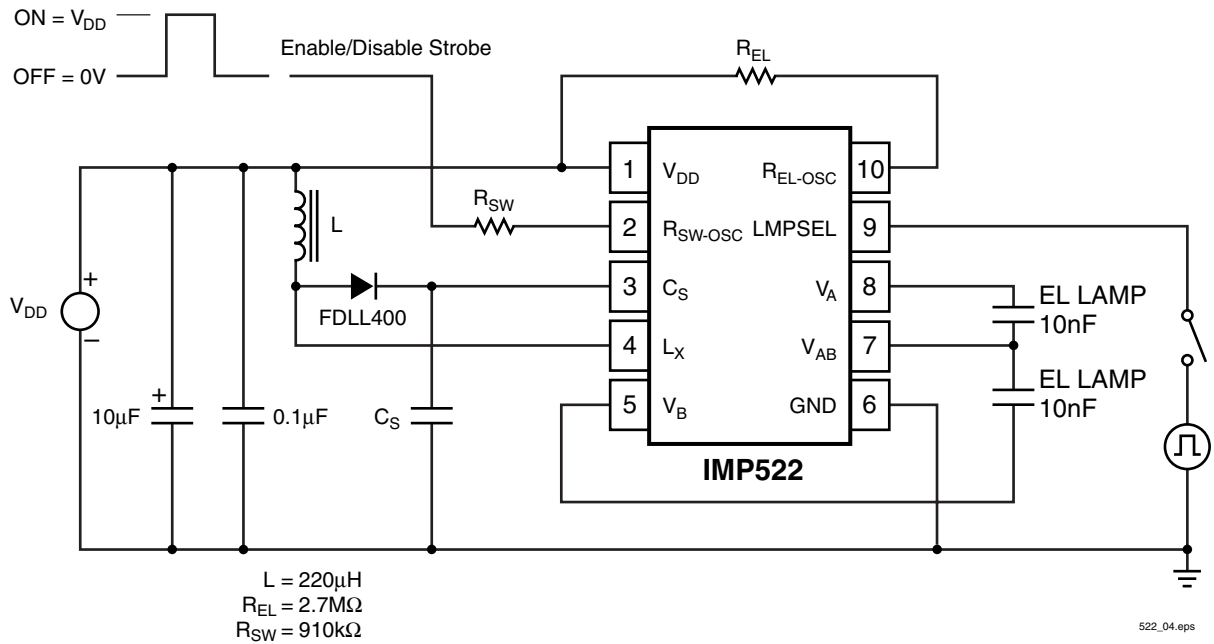 ON = VDD
Enable/Disable Strobe
OFF = 0V
REL
1 VDD REL-OSC 10
RSW
2 RSW-OSC LMPSEL 9
L
3 CS VA 8
FDLL400
EL LAMP
10nF
+
VDD
−
4 LX VAB 7
EL LAMP
10nF
5 VB GND 6
+
10µF
0.1µF
CS
IMP522
L = 220µH
REL = 2.7MΩ
RSW = 910kΩ
522_04.eps